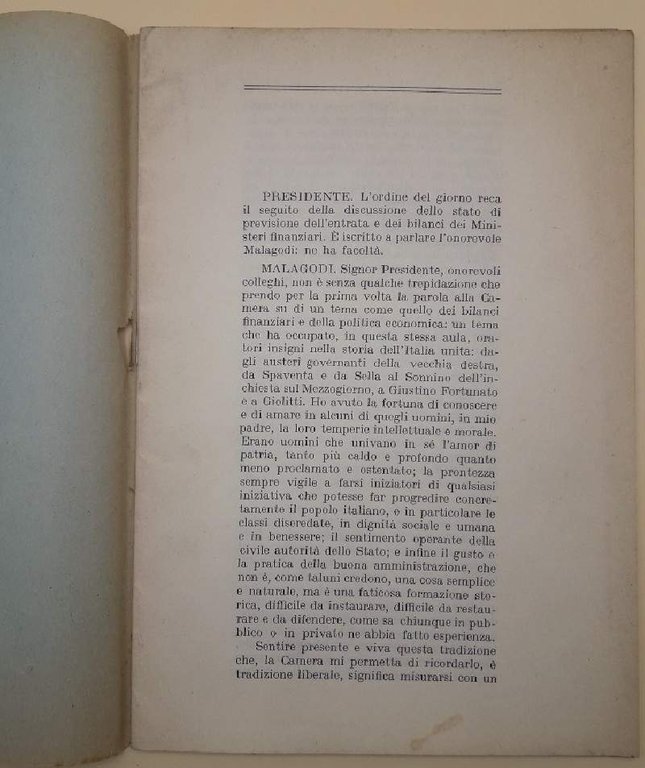 PRESIDENTE. L'ordine del giorno reca
il seguito della discussione dello stato di
previsione dell'entrata e dei bilanci dei Mini-
steri finanziari. È iscritto a parlare l'onorevole
Malagodi: ne ha facoltà.
MALAGODI. Signor Presidente, onorevoli
colleghi, non è senza qualche trepidazione che
prendo per la prima volta la parola alla Ca-
mera su di un tema come quello dei bilanci
finanziari e della politica economica: un tema
che ha occupato, in questa stessa aula, ora-
tori insigni nella storia dell'Italia unita: da-
gli austeri governanti della vecchia destra,
da Spaventa e da Sella al Sonnino dell'in-
chiesta sul Mezzogiorno, a Giustino Fortunato
e a Giolitti. Ho avuto la fortuna di conoscere
e di amare in alcuni di quegli uomini, in mio
padre, la loro temperie intellettuale e morale.
Erano uomini che univano in sé l'amor di
patria, tanto più caldo e profondo quanto
meno proclamato e ostentato; la prontezza
sempre vigile a farsi iniziatori di qualsiasi
iniziativa che potesse far progredire concre-
tamente il popolo italiano, e in particolare le
classi diseredate, in dignità sociale e umana
e in benessere; il sentimento operante della
civile autorità dello Stato; e infine il gusto e
la pratica della buona amministrazione, che
non è, come taluni credono, una cosa semplice
e naturale, ma è una faticosa formazione sto-
rica, difficile da instaurare, difficile da restau-
rare e da difendere, come sa chiunque in pub-
blico o in privato ne abbia fatto esperienza.
Sentire presente e viva questa tradizione
che, la Camera mi permetta di ricordarlo, è
tradizione liberale, significa misurarsi con un